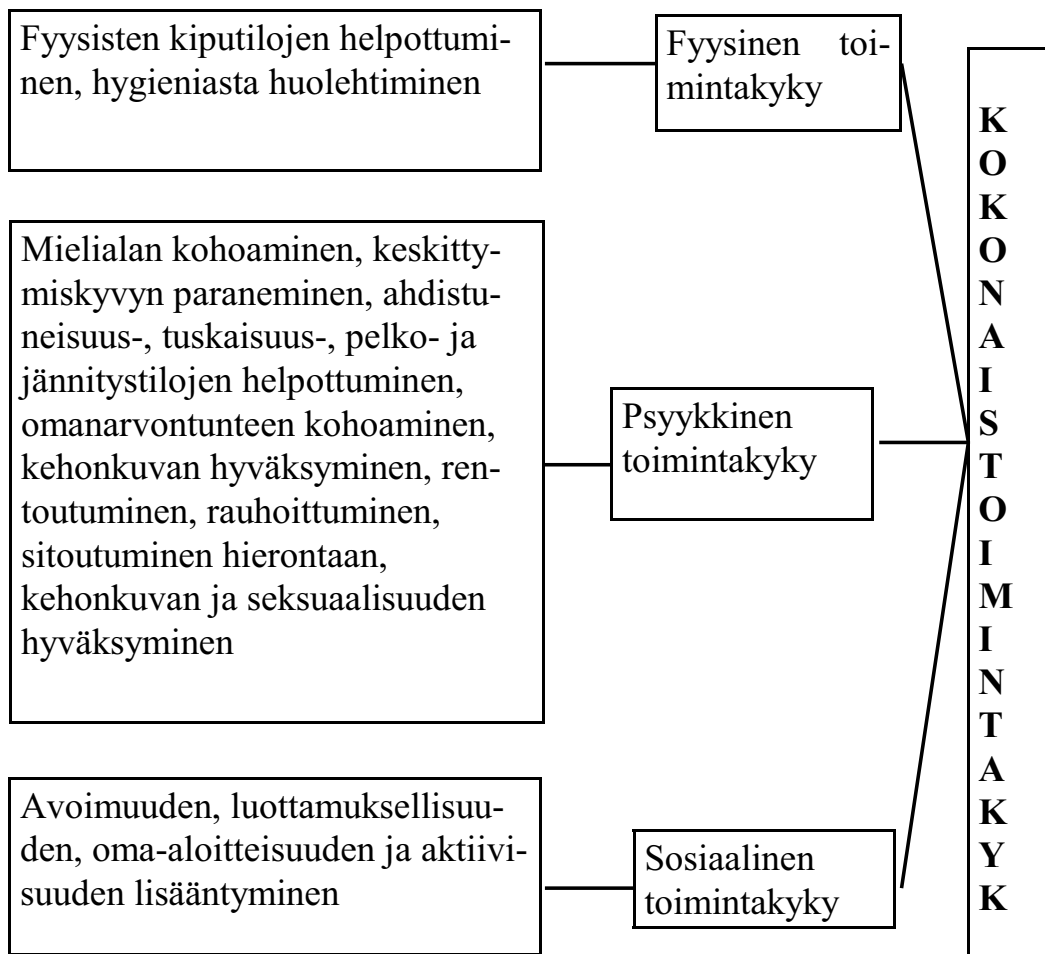 Fyysisten kiputilojen helpottumi-
nen, hygieniasta huolehtiminen
Fyysinen toi-
mintakyky
Mielialan kohoaminen, keskitty-
miskyvyn paraneminen, ahdistu-
neisuus-, tuskaisuus-, pelko- ja
jännitystilojen helpottuminen,
omanarvontunteen kohoaminen,
kehonkuvan hyväksyminen, ren-
toutuminen, rauhoittuminen,
sitoutuminen hierontaan,
kehonkuvan ja seksuaalisuuden
hyväksyminen
Psyykkinen
toimintakyky
Avoimuuden, luottamuksellisuu-
den, oma-aloitteisuuden ja aktiivi-
suuden lisääntyminen
Sosiaalinen
toimintakyky
K
O
K
O
N
A
I
S
T
O
I
M
I
N
T
A
K
Y
K